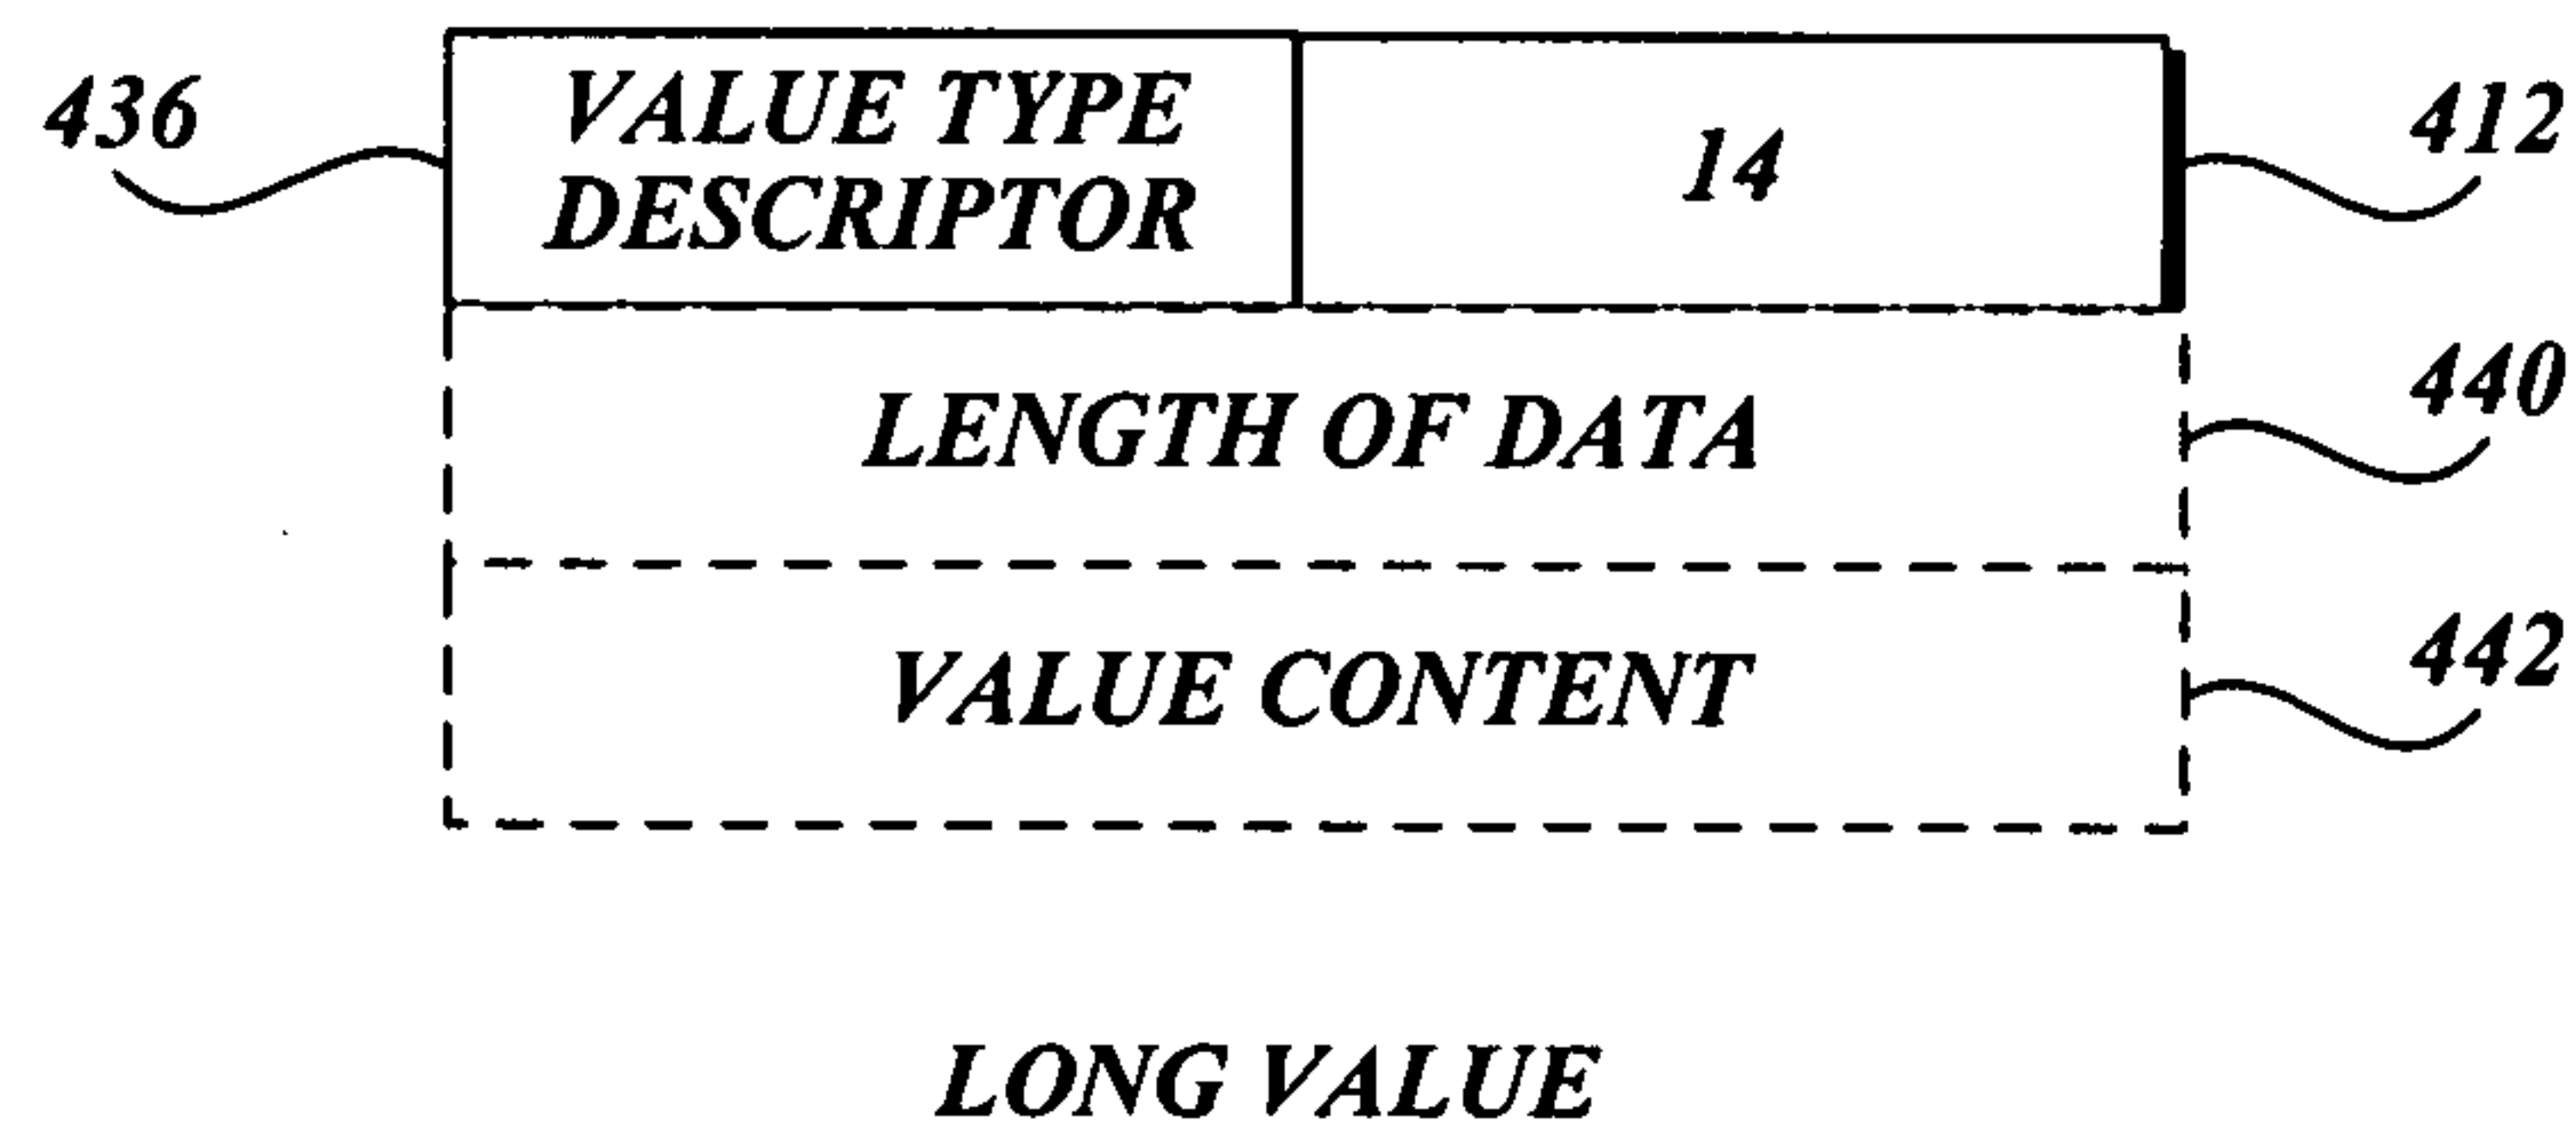 436
VALUE TYPE
DESCRIPTOR
14
412
LENGTH OF DATA
440
VALUE CONTENT
442
LONG VALUE